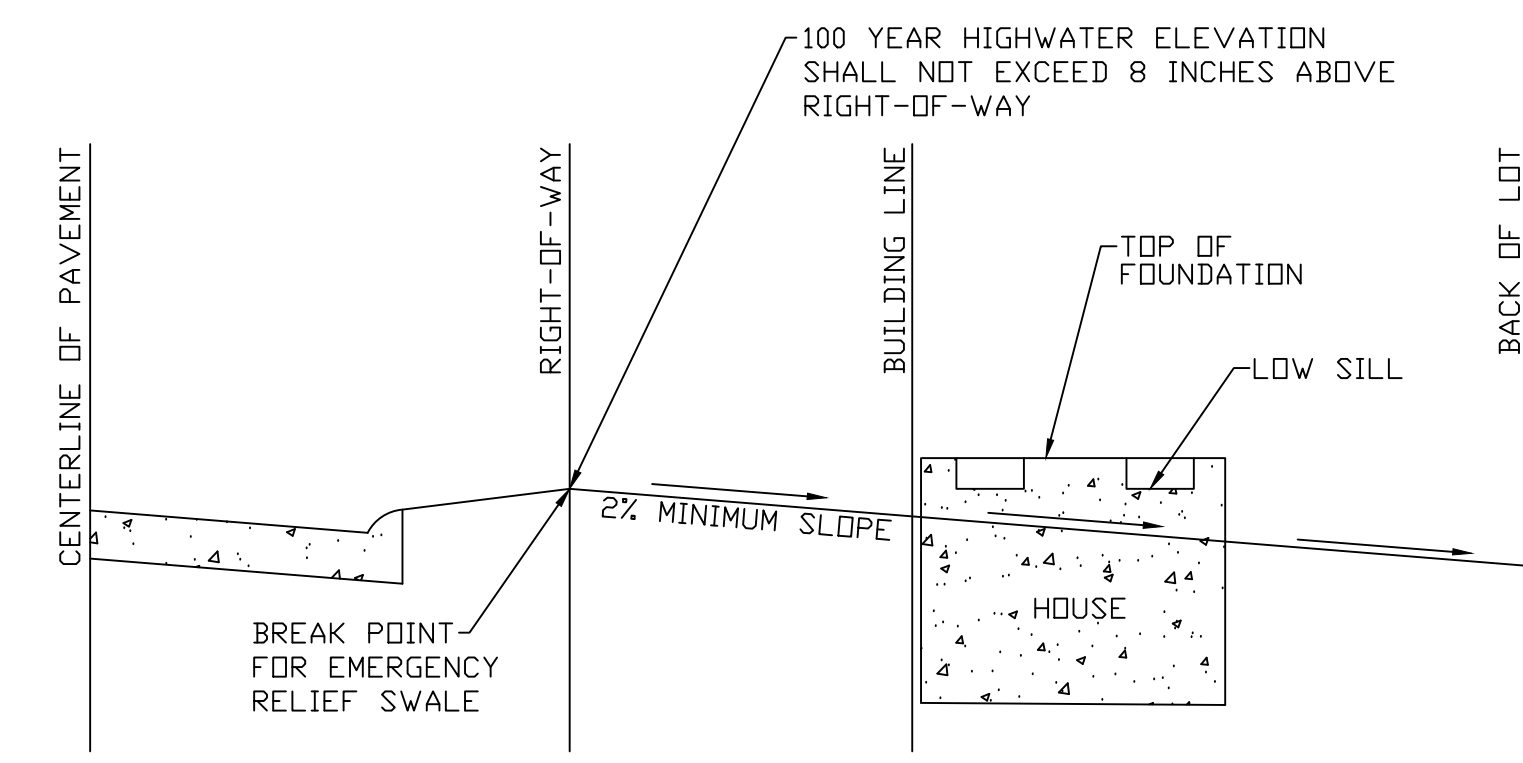 100 YEAR HIGHWATER ELEVATION
SHALL NOT EXCEED 8 INCHES ABOVE
RIGHT-OF-WAY
CENTERLINE OF PAVEMENT
RIGHT-OF-WAY
BUILDING LINE
BACK OF LOT
TOP OF
FOUNDATION
LOW SILL
2% MINIMUM SLOPE
HOUSE
BREAK POINT
FOR EMERGENCY
RELIEF SWALE